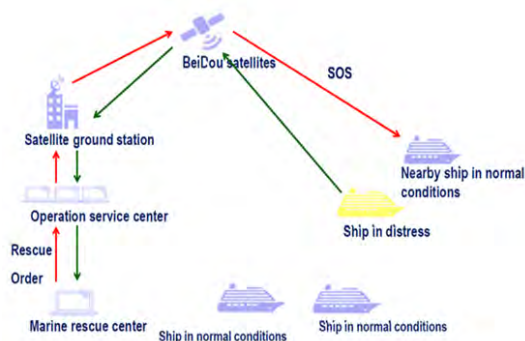 BeiDou satellites
SOS
Satellite ground station
Nearby ship in normal
conditions
Operation service center
Ship in distress
Rescue
Order
Marine rescue center
Ship in normal conditions
Ship in normal conditions